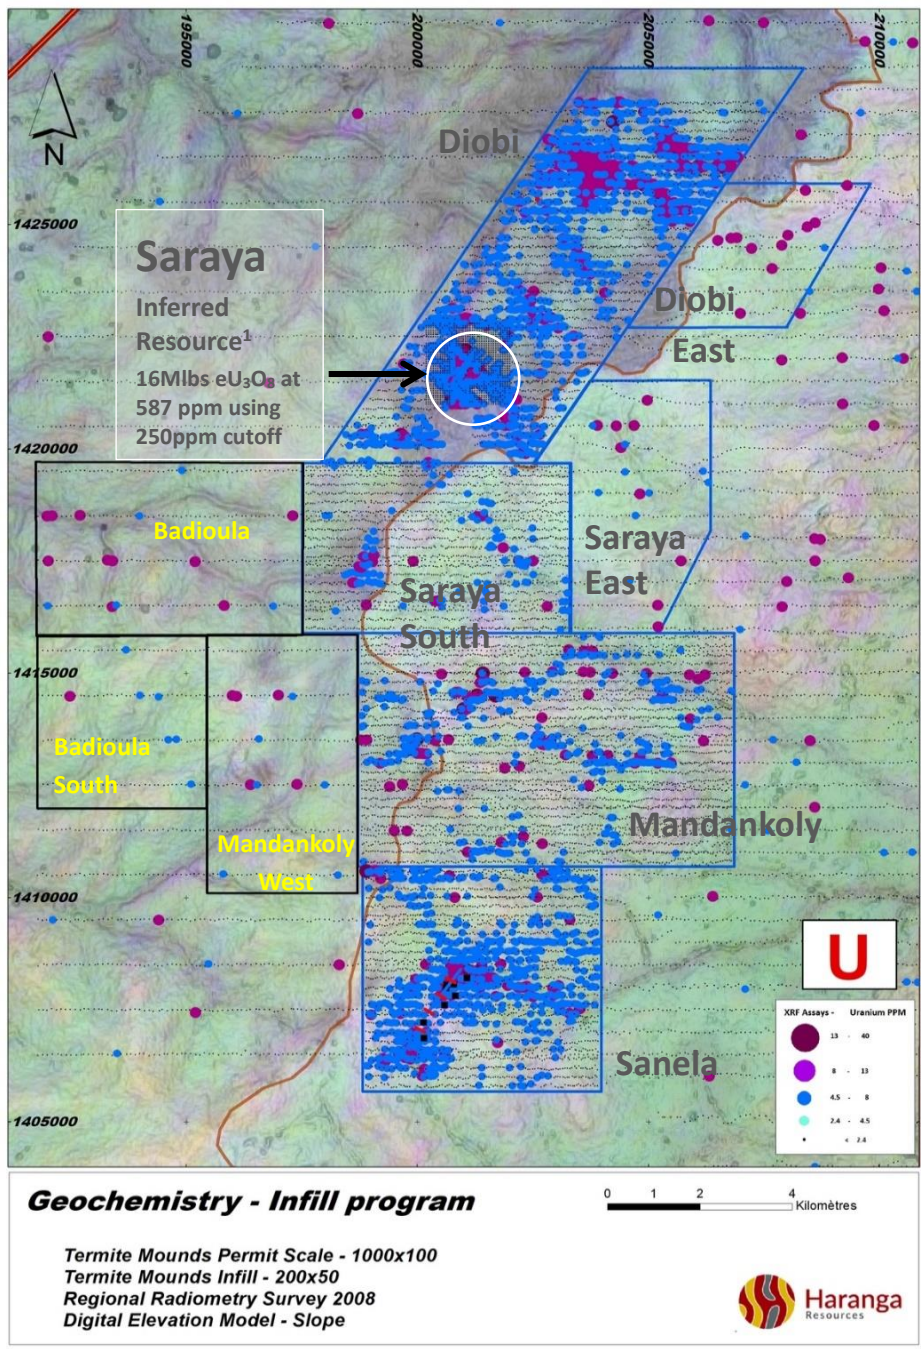 195000
200000
205000
210000
N
Diobi
1425000
Saraya
Inferred
Resource¹
16Mlbs eU₃O₈ at
587 ppm using
250ppm cutoff
Diobi
East
1420000
Badioula
Saraya
East
Saraya
South
1415000
Badioula
South
Mandankoly
Mandankoly
West
1410000
U
XRF Assays - Uranium PPM
13 - 40
8 - 13
4.5 - 8
2.4 - 4.5
< 2.4
Sanela
1405000
Geochemistry - Infill program
0 1 2 4
Kilomètres
Termite Mounds Permit Scale - 1000x100
Termite Mounds Infill - 200x50
Regional Radiometry Survey 2008
Digital Elevation Model - Slope
Haranga
Resources